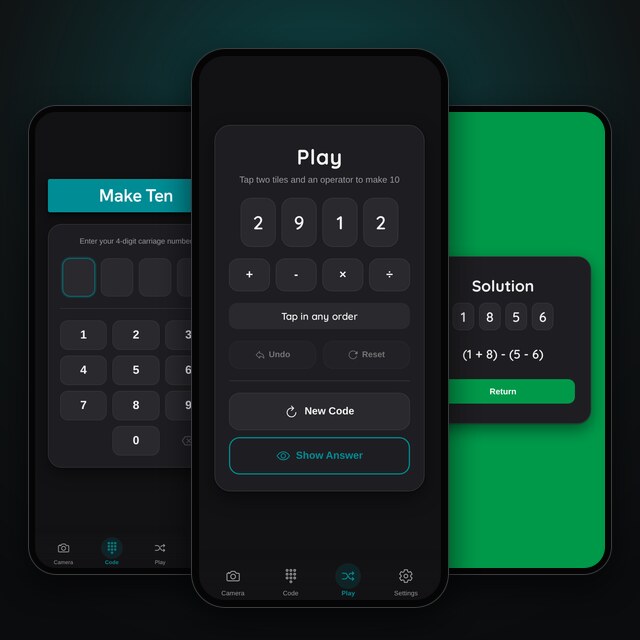 Make Ten
Enter your 4-digit carriage number
1 2 3
4 5 6
7 8 9
0
Camera Code Play
Play
Tap two tiles and an operator to make 10
2 9 1 2
+ - × ÷
Tap in any order
Undo Reset
New Code
Show Answer
Camera Code Play Settings
Solution
1 8 5 6
(1 + 8) - (5 - 6)
Return